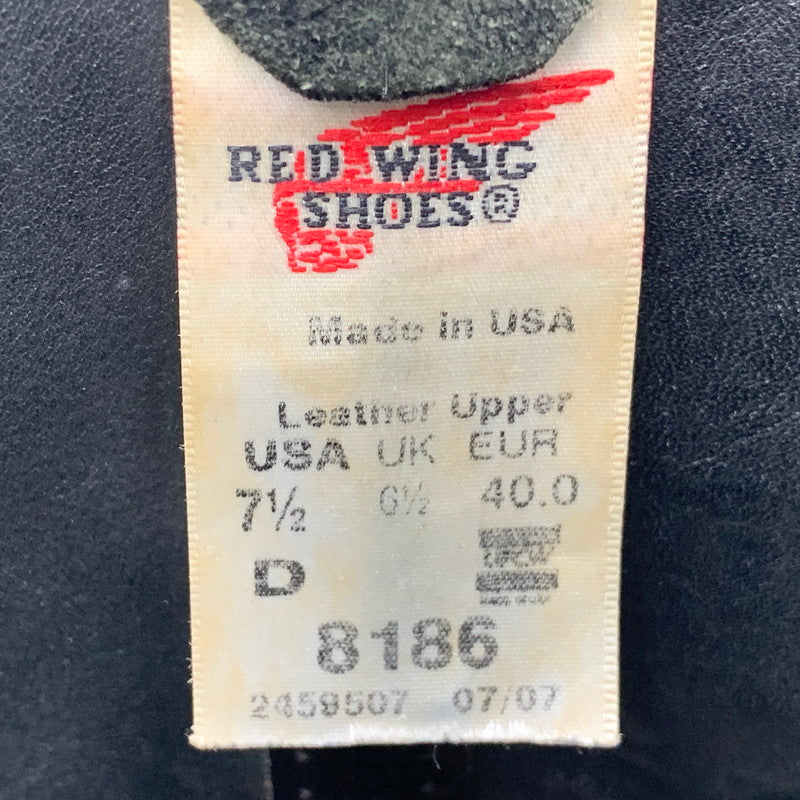 RED WING
SHOES®
Made in USA
Leather Upper
USA UK EUR
7½ 6½ 40.0
D
8186
2459507 07/07